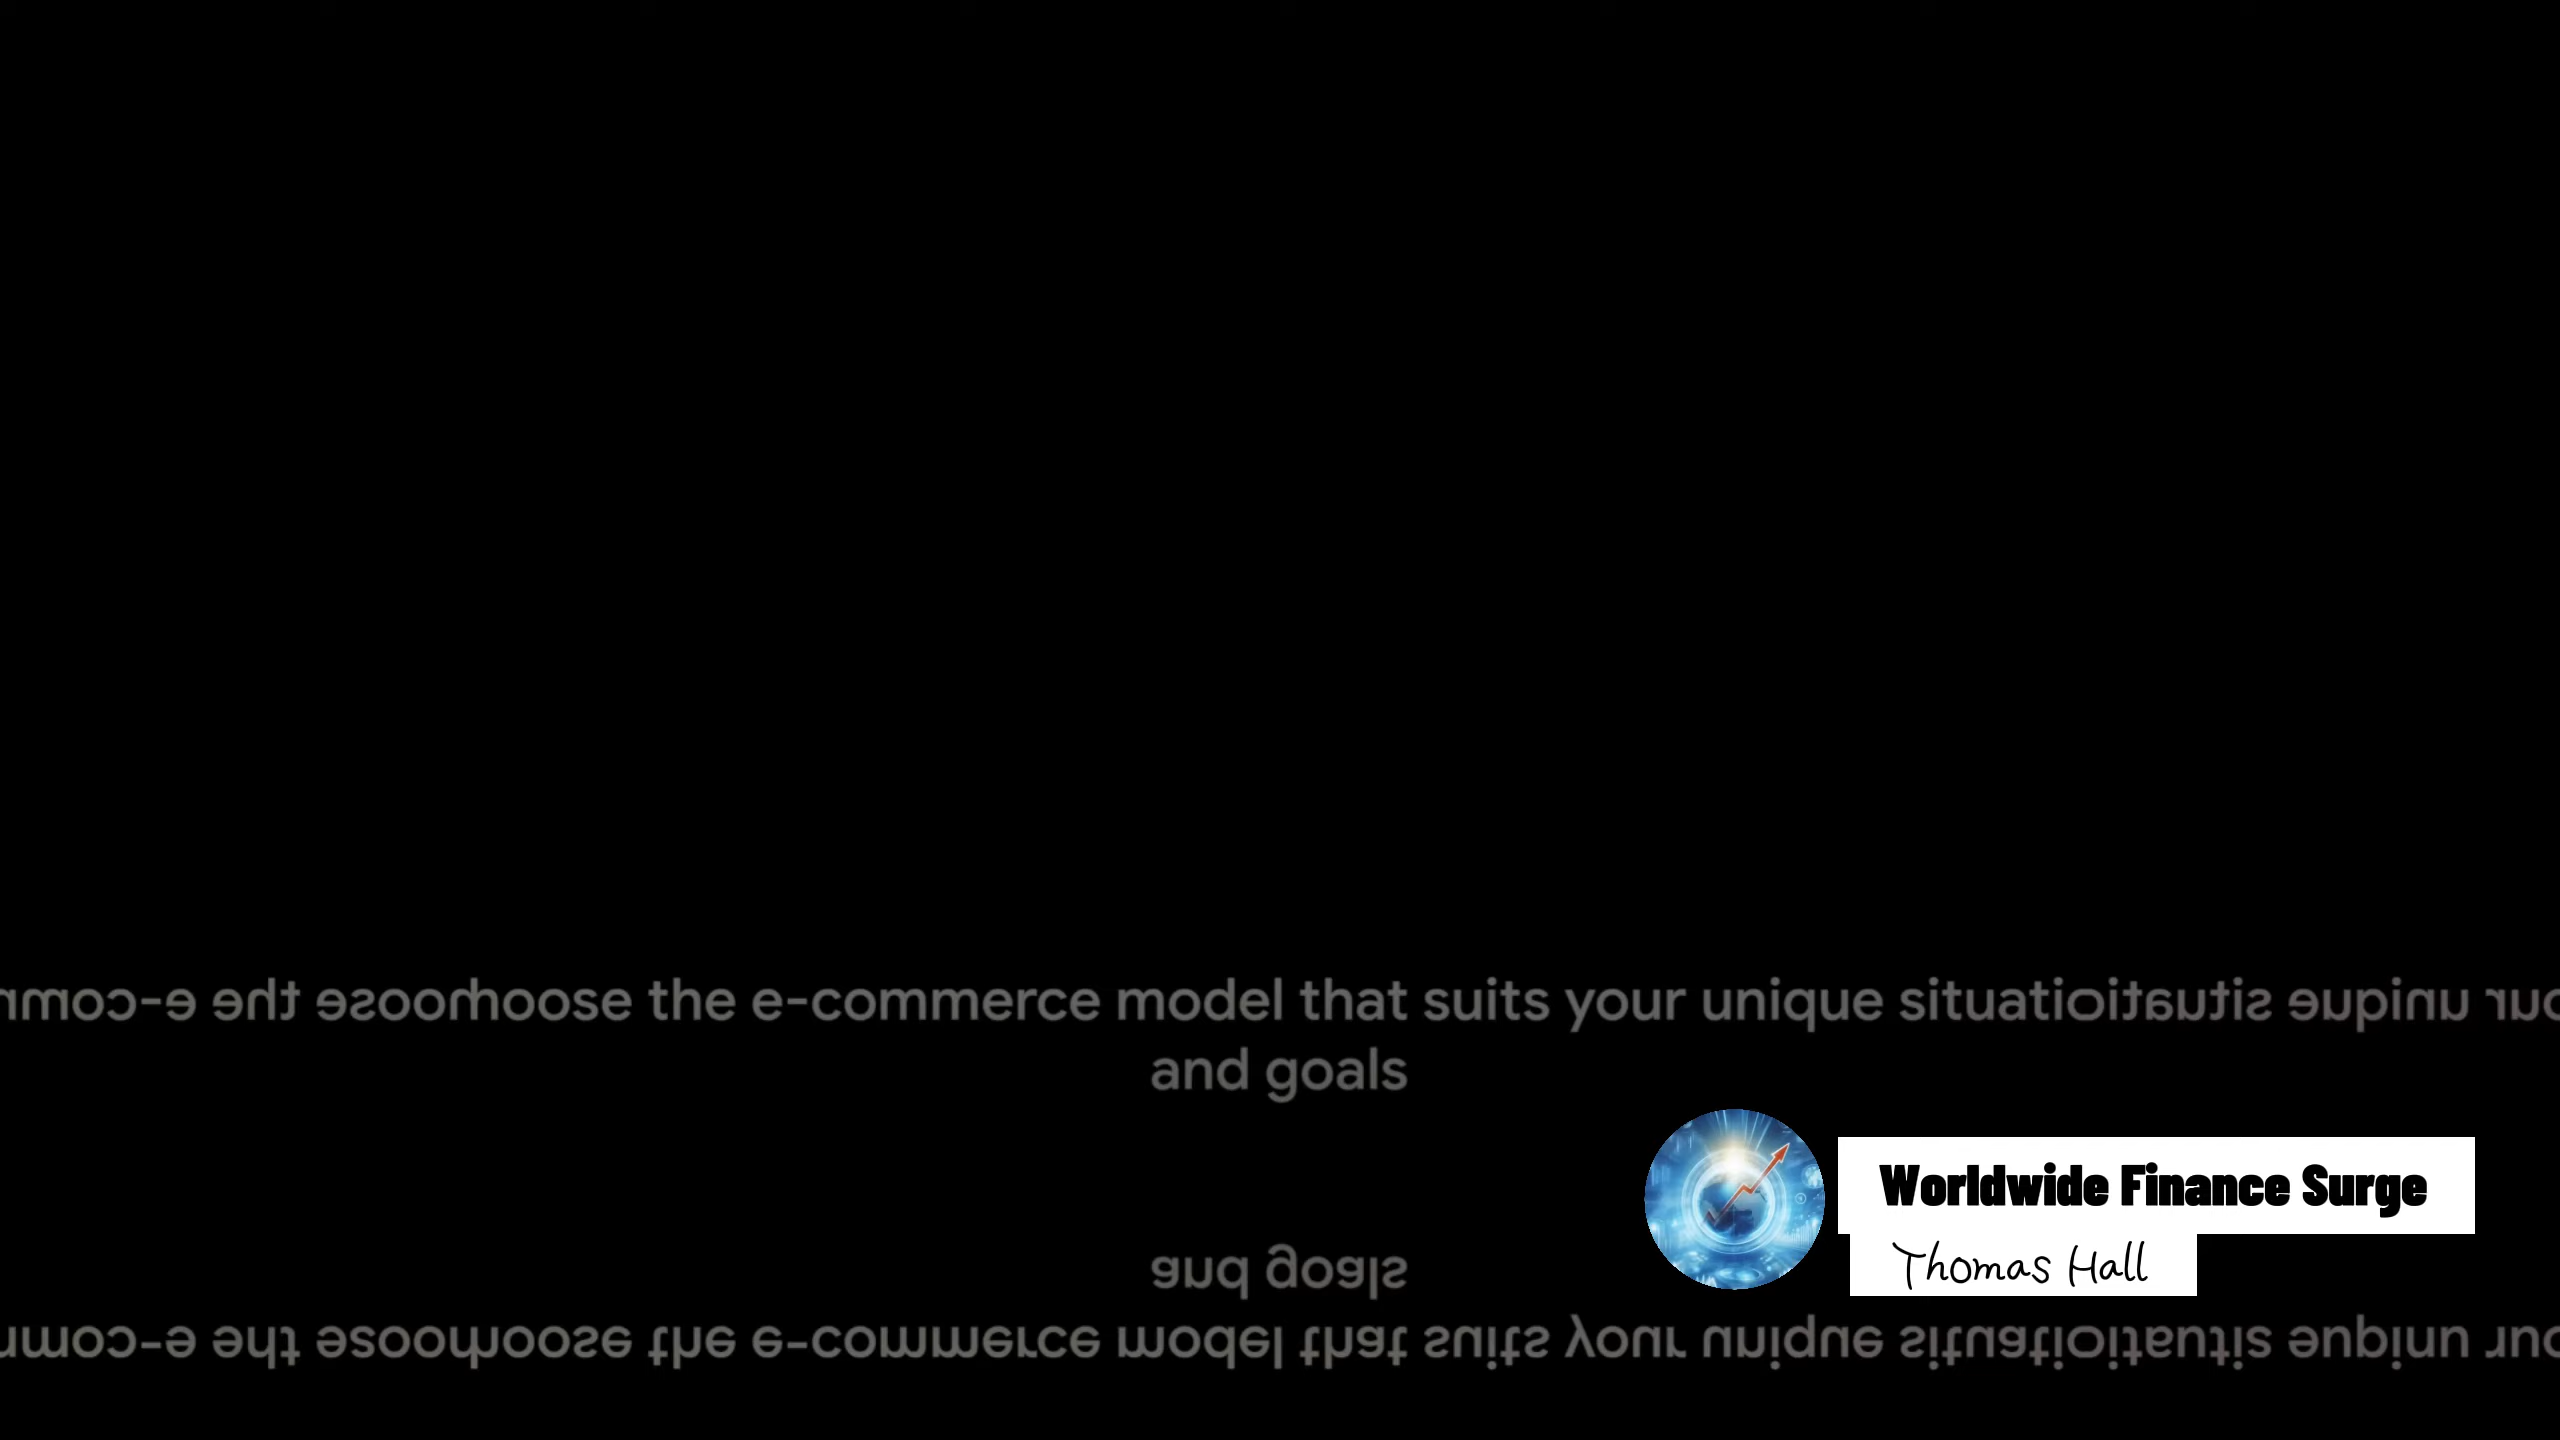 hoose the e-commerce model that suits your unique situatio
and goals
Worldwide Finance Surge
Thomas Hall